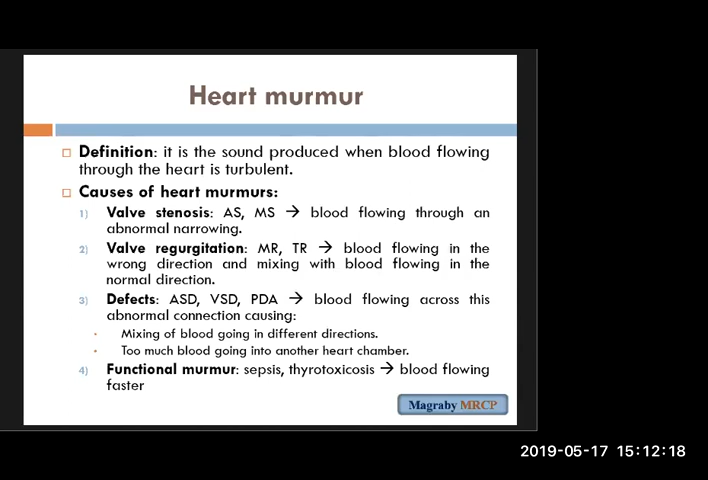 Heart murmur
Definition: it is the sound produced when blood flowing
through the heart is turbulent.
Causes of heart murmurs:
1) Valve stenosis: AS, MS → blood flowing through an
abnormal narrowing.
2) Valve regurgitation: MR, TR → blood flowing in the
wrong direction and mixing with blood flowing in the
normal direction.
3) Defects: ASD, VSD, PDA → blood flowing across this
abnormal connection causing:
• Mixing of blood going in different directions.
• Too much blood going into another heart chamber.
4) Functional murmur: sepsis, thyrotoxicosis → blood flowing
faster
Magraby MRCP
2019-05-17 15:12:18